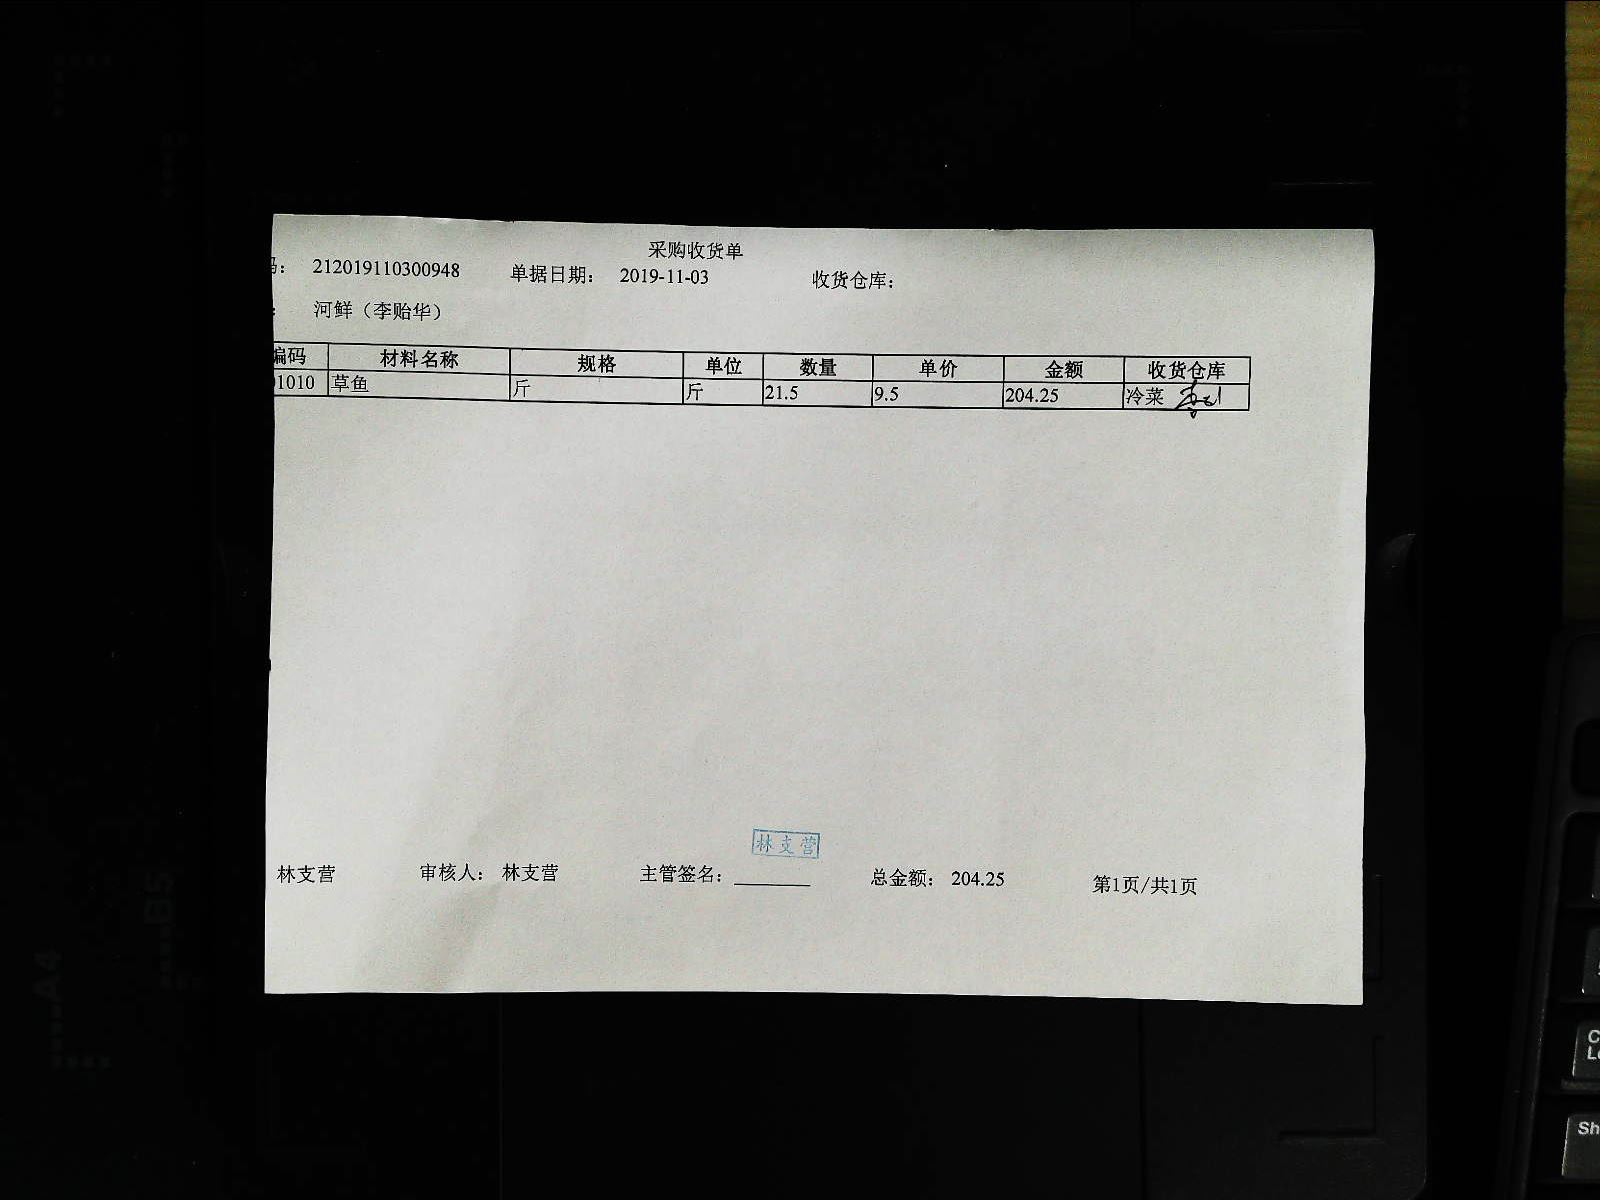 采购收货单
码： 212019110300948 单据日期： 2019-11-03 收货仓库：
： 河鲜（李贻华）
编码 材料名称 规格 单位 数量 单价 金额 收货仓库
01010 草鱼 斤 斤 21.5 9.5 204.25 冷菜
林支营
林支营 审核人： 林支营 主管签名： 总金额： 204.25 第1页/共1页
A4
B5
Sh